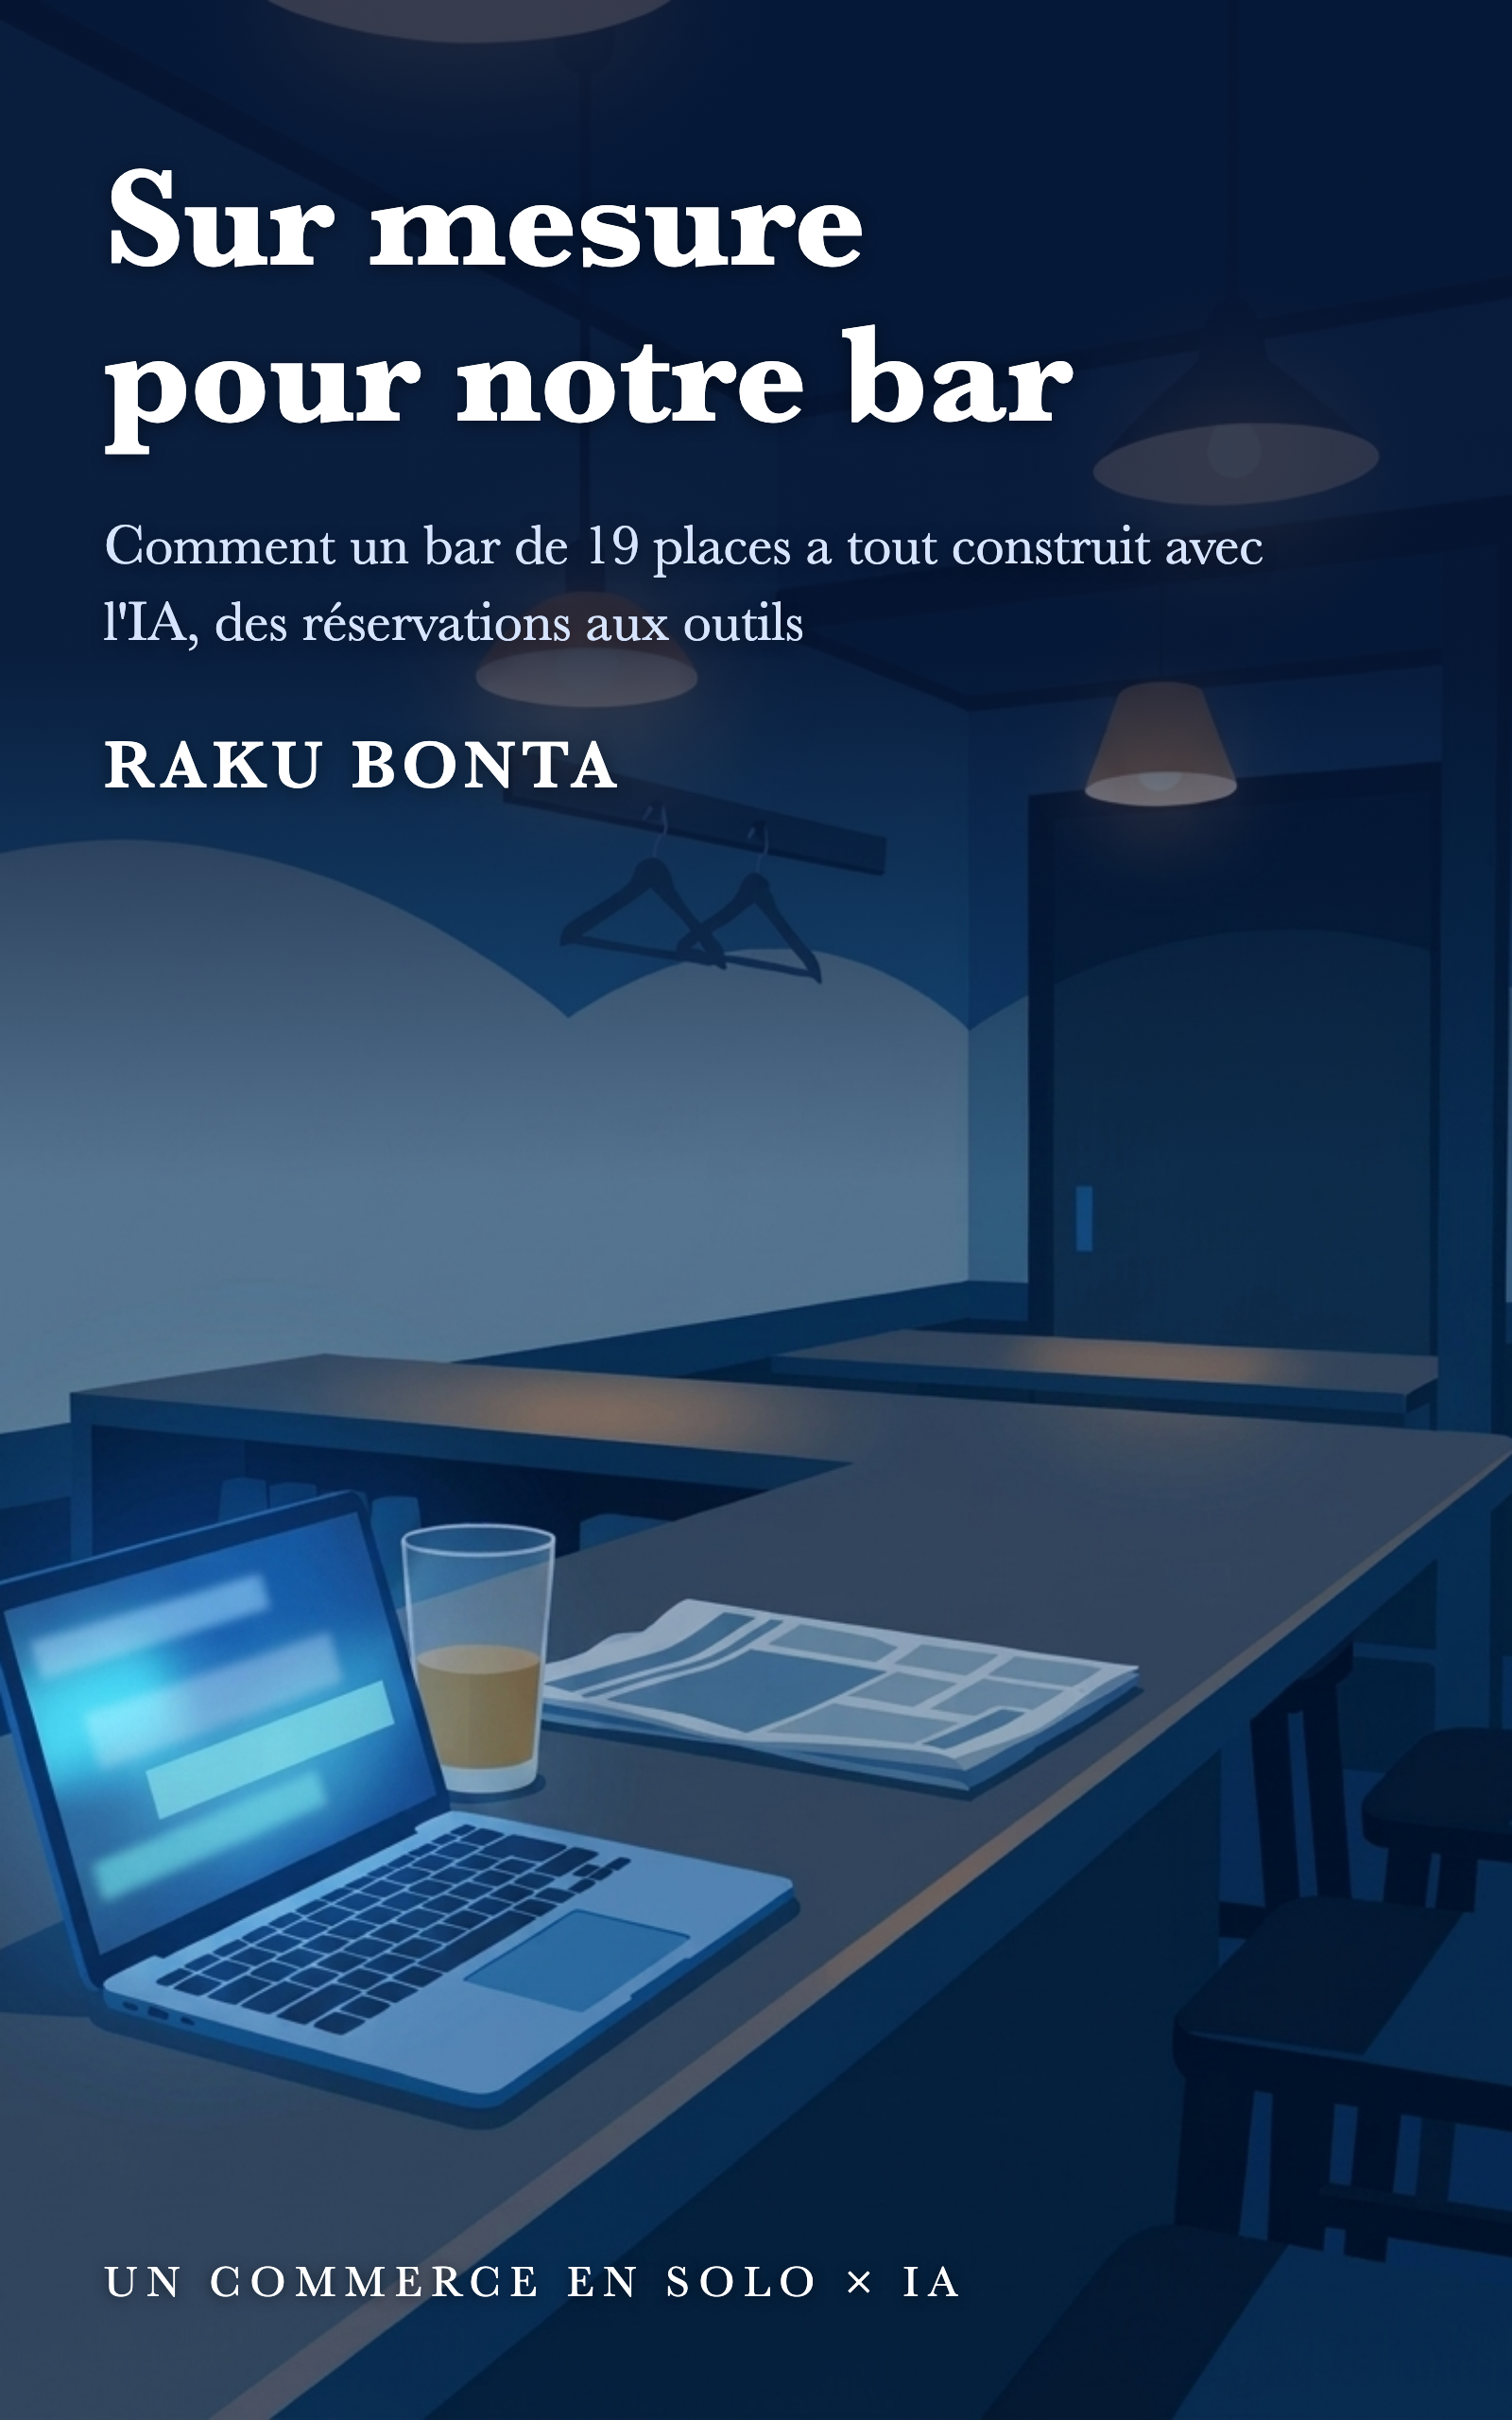 Sur mesure
pour notre bar
Comment un bar de 19 places a tout construit avec
l'IA, des réservations aux outils
RAKU BONTA
UN COMMERCE EN SOLO × IA